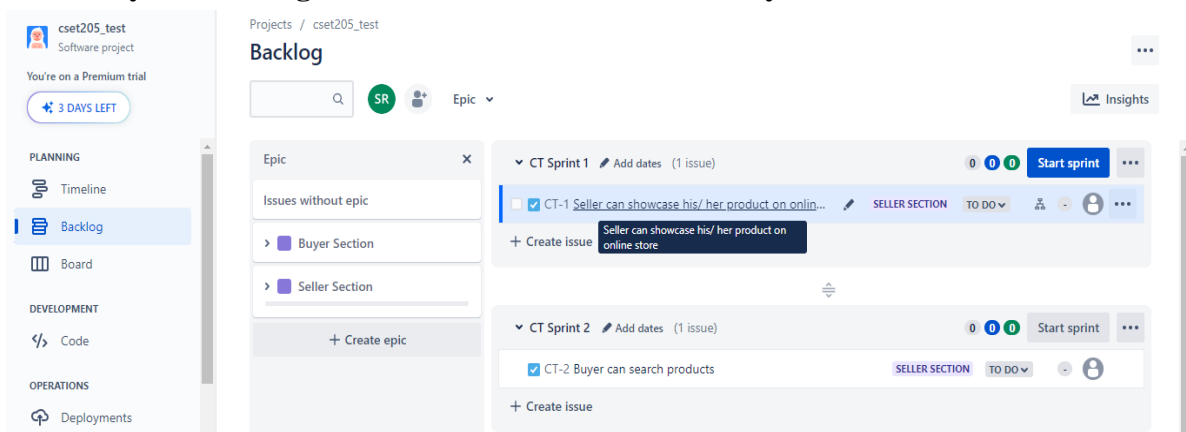 cset205_test
Software project
You're on a Premium trial
3 DAYS LEFT
PLANNING
Timeline
Backlog
Board
DEVELOPMENT
Code
OPERATIONS
Deployments
Projects / cset205_test
Backlog
SR
Epic
Insights
Epic
Issues without epic
Buyer Section
Seller Section
+ Create epic
CT Sprint 1 Add dates (1 issue) 0 0 0 Start sprint
CT-1 Seller can showcase his/ her product on onlin... SELLER SECTION TO DO -
Seller can showcase his/ her product on
online store
+ Create issue
CT Sprint 2 Add dates (1 issue) 0 0 0 Start sprint
CT-2 Buyer can search products SELLER SECTION TO DO -
+ Create issue